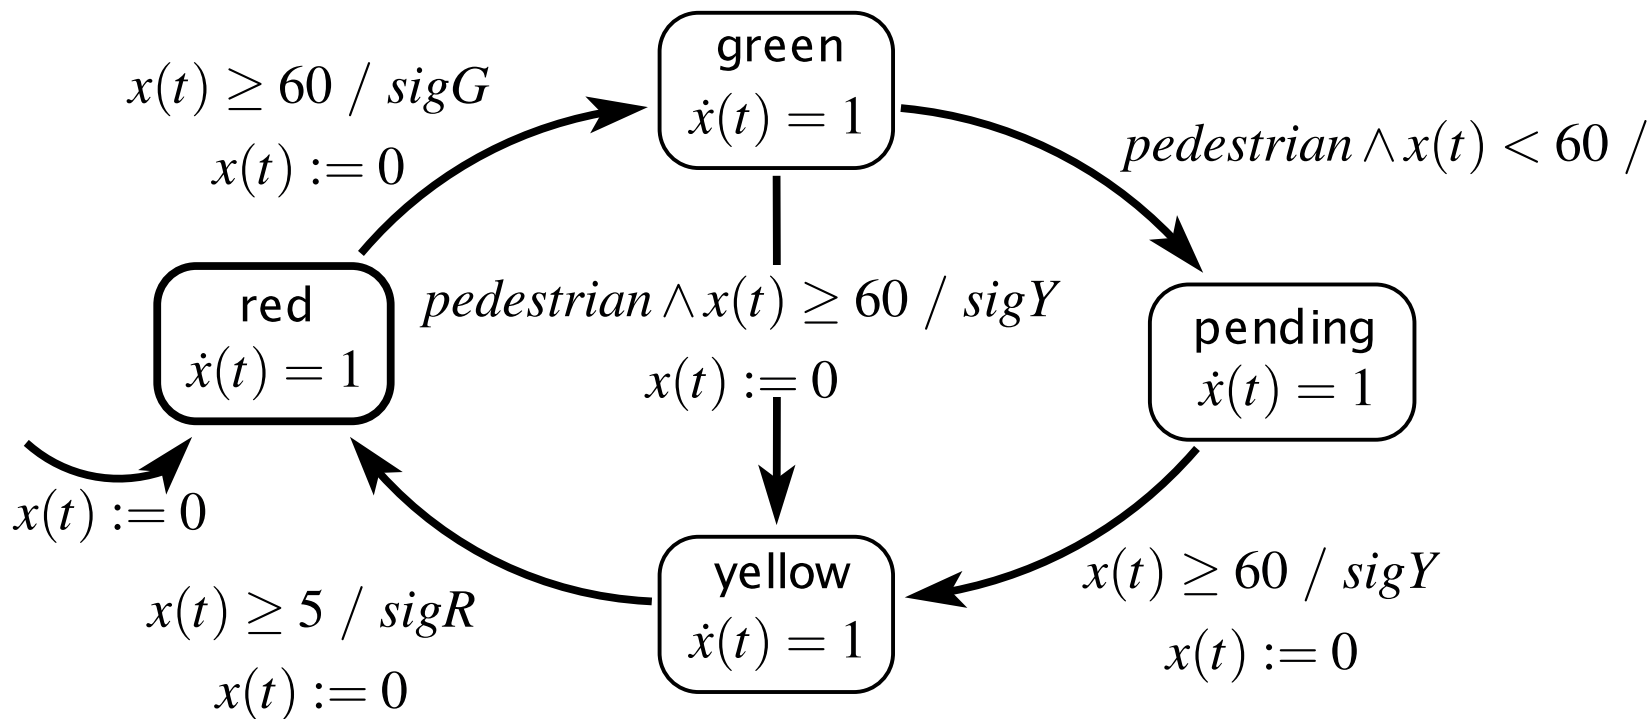 green
ẋ(t) = 1
x(t) ≥ 60 / sigG
x(t) := 0
pedestrian ∧ x(t) < 60 /
red
ẋ(t) = 1
pedestrian ∧ x(t) ≥ 60 / sigY
x(t) := 0
pending
ẋ(t) = 1
x(t) := 0
yellow
ẋ(t) = 1
x(t) ≥ 60 / sigY
x(t) := 0
x(t) ≥ 5 / sigR
x(t) := 0